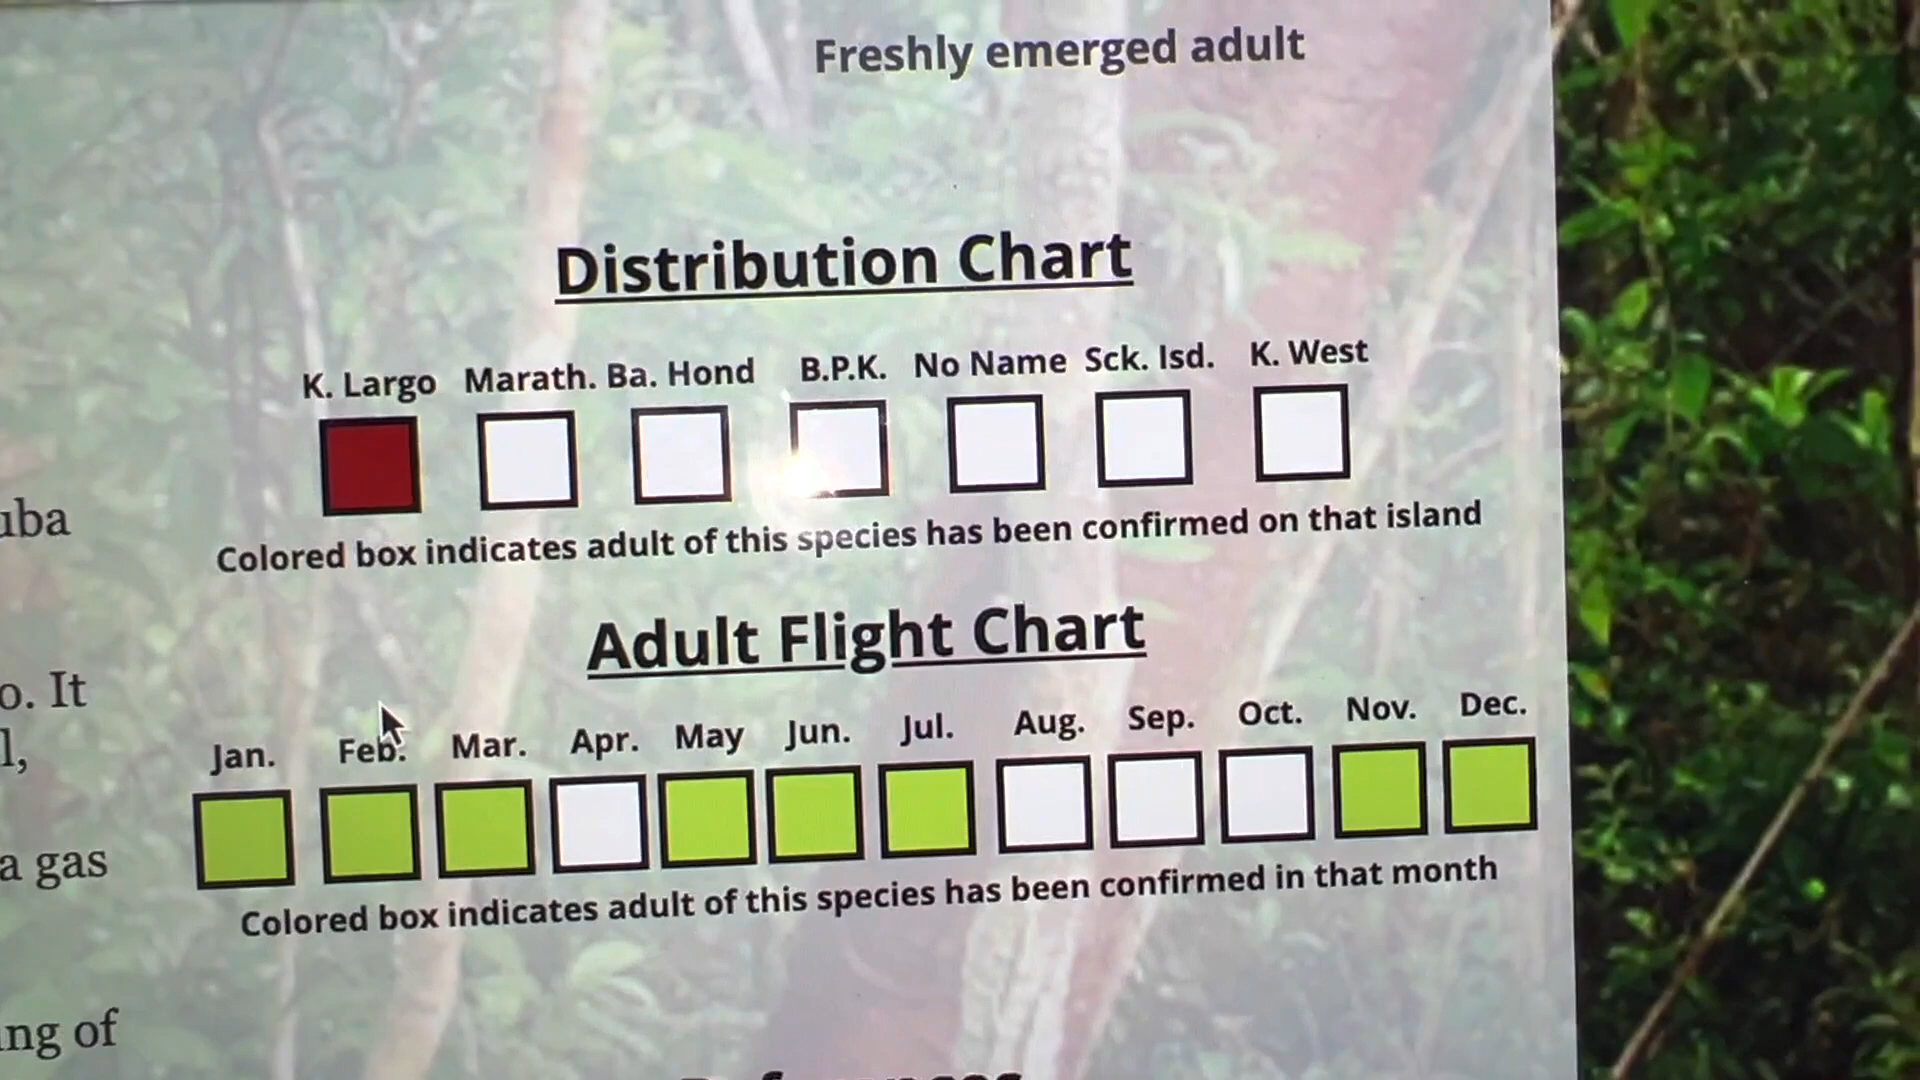 Freshly emerged adult
Distribution Chart
K. Largo Marath. Ba. Hond B.P.K. No Name Sck. Isd. K. West
Colored box indicates adult of this species has been confirmed on that island
Adult Flight Chart
Jan. Feb. Mar. Apr. May Jun. Jul. Aug. Sep. Oct. Nov. Dec.
Colored box indicates adult of this species has been confirmed in that month
o. It
l,
a gas
ng of